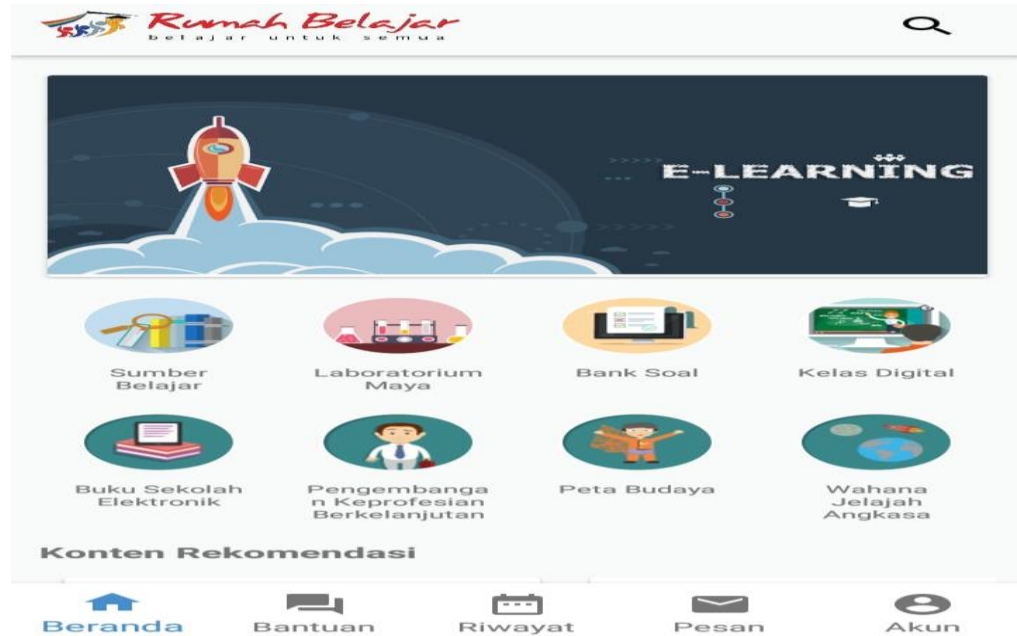 Rumah Belajar
belajar untuk semua
E-LEARNING
Sumber
Belajar
Laboratorium
Maya
Bank Soal
Kelas Digital
Buku Sekolah
Elektronik
Pengembanga
n Keprofesian
Berkelanjutan
Peta Budaya
Wahana
Jelajah
Angkasa
Konten Rekomendasi
Beranda
Bantuan
Riwayat
Pesan
Akun